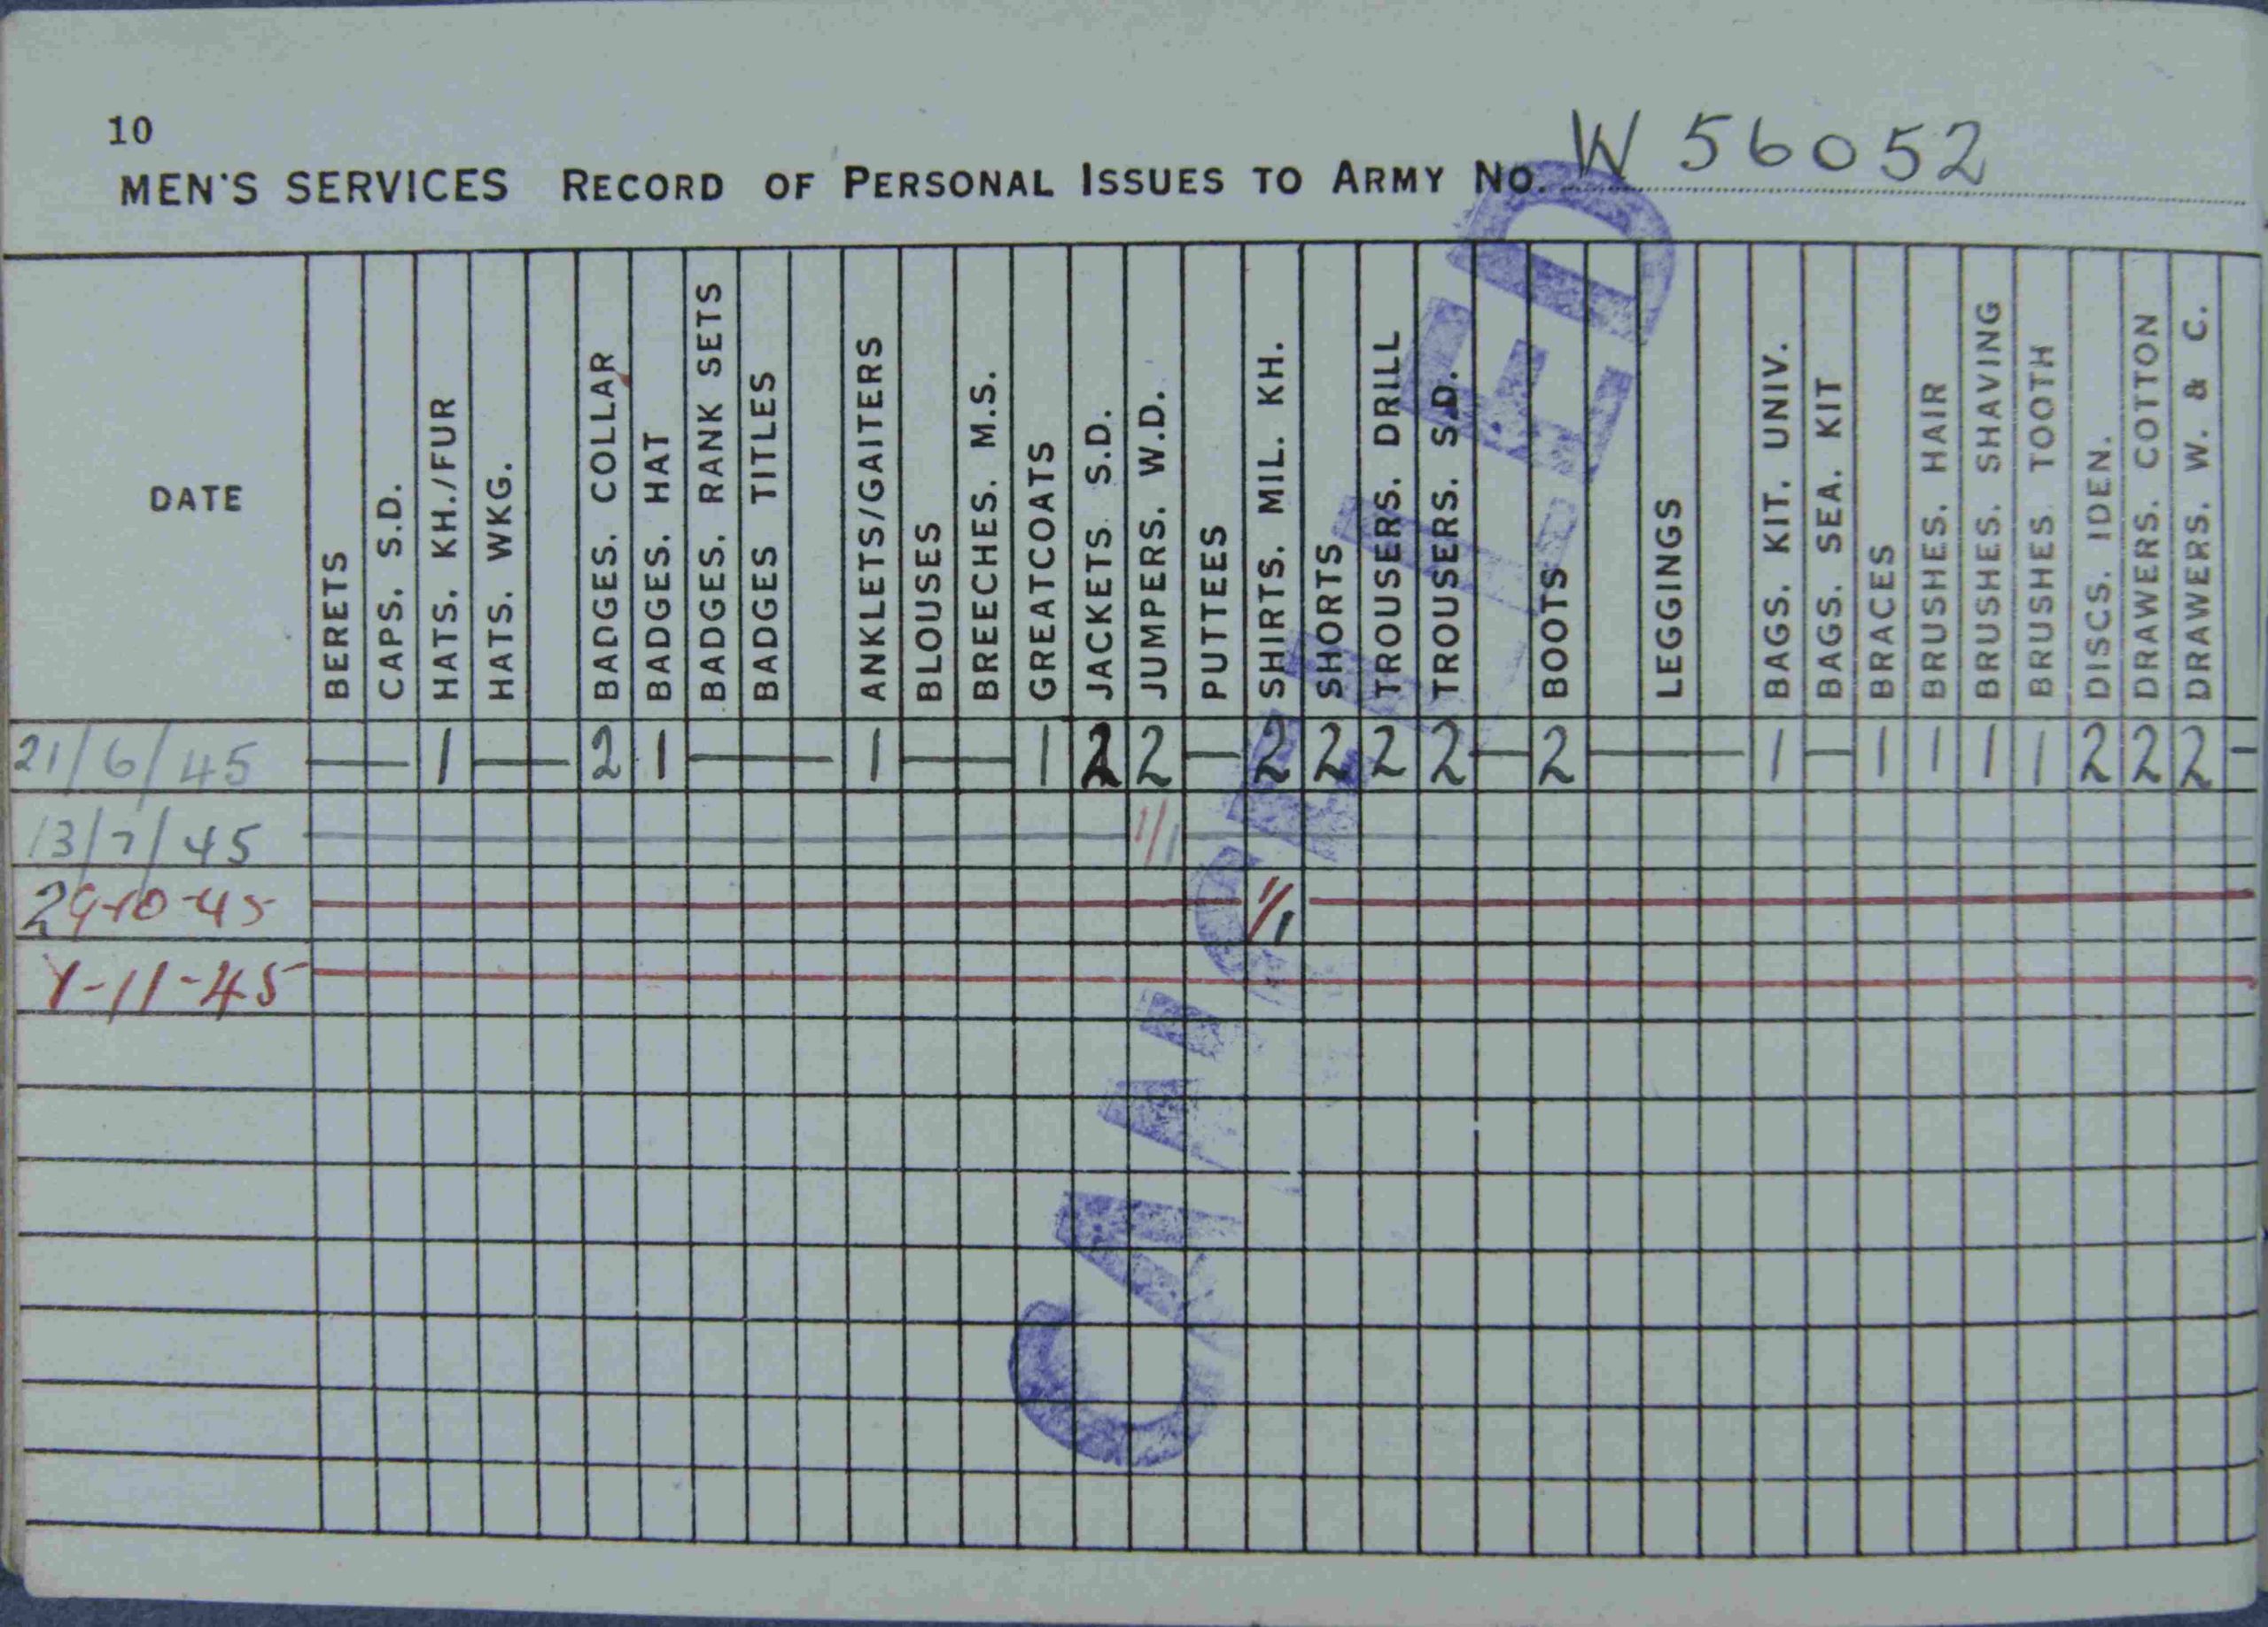 10
MEN'S SERVICES RECORD OF PERSONAL ISSUES TO ARMY No. W 56052
DATE
BERETS
CAPS. S.D.
HATS. KH./FUR
HATS. WKG.
BADGES. COLLAR
BADGES. HAT
BADGES. RANK SETS
BADGES TITLES
ANKLETS/GAITERS
BLOUSES
BREECHES. M.S.
GREATCOATS
JACKETS. S.D.
JUMPERS. W.D.
PUTTEES
SHIRTS. MIL. KH.
SHORTS
TROUSERS. DRILL
TROUSERS. S.D.
BOOTS
LEGGINGS
BAGS. KIT. UNIV.
BAGS. SEA. KIT
BRACES
BRUSHES. HAIR
BRUSHES. SHAVING
BRUSHES TOOTH
DISCS. IDEN.
DRAWERS. COTTON
DRAWERS. W. & C.
21/6/45 — 1 — 2 1 — 1 — 1 2 2 — 2 2 2 2 — 2 — 1 — 1 1 1 1 2 2 2 –
13/7/45 1/1
29-10-45 1/1
1-11-45